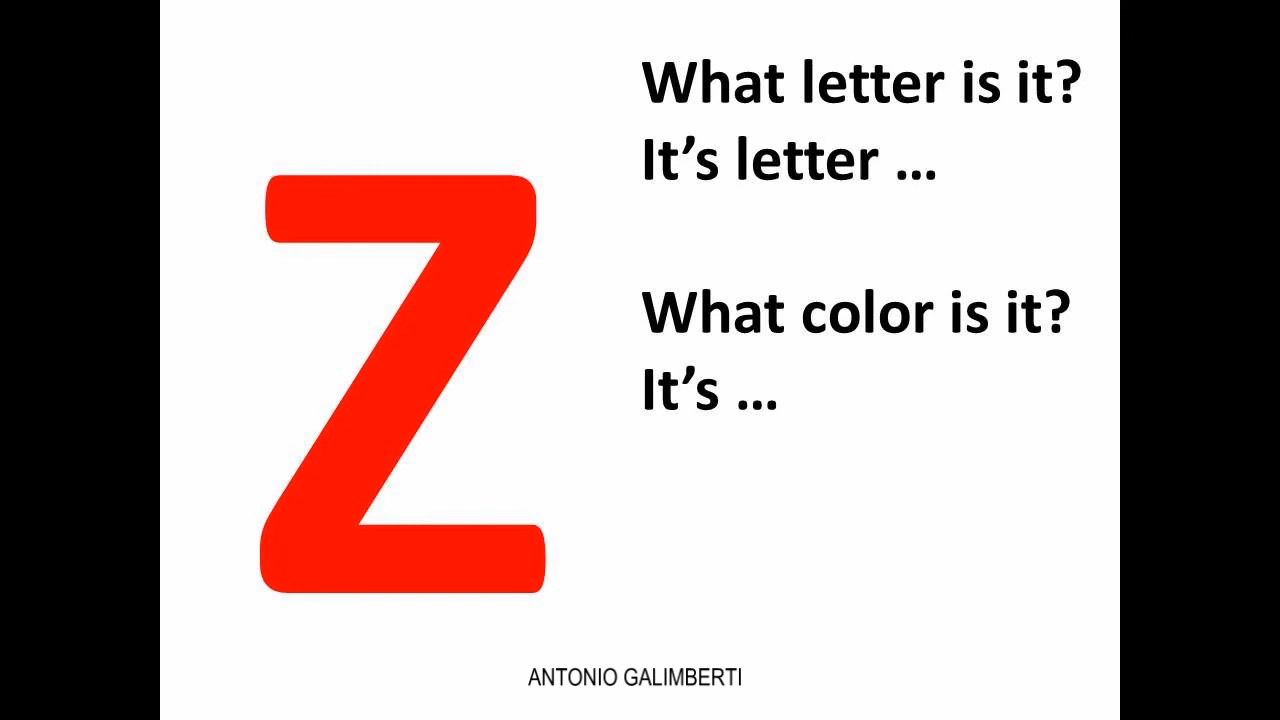 What letter is it?
It’s letter …
Z
What color is it?
It’s …
ANTONIO GALIMBERTI